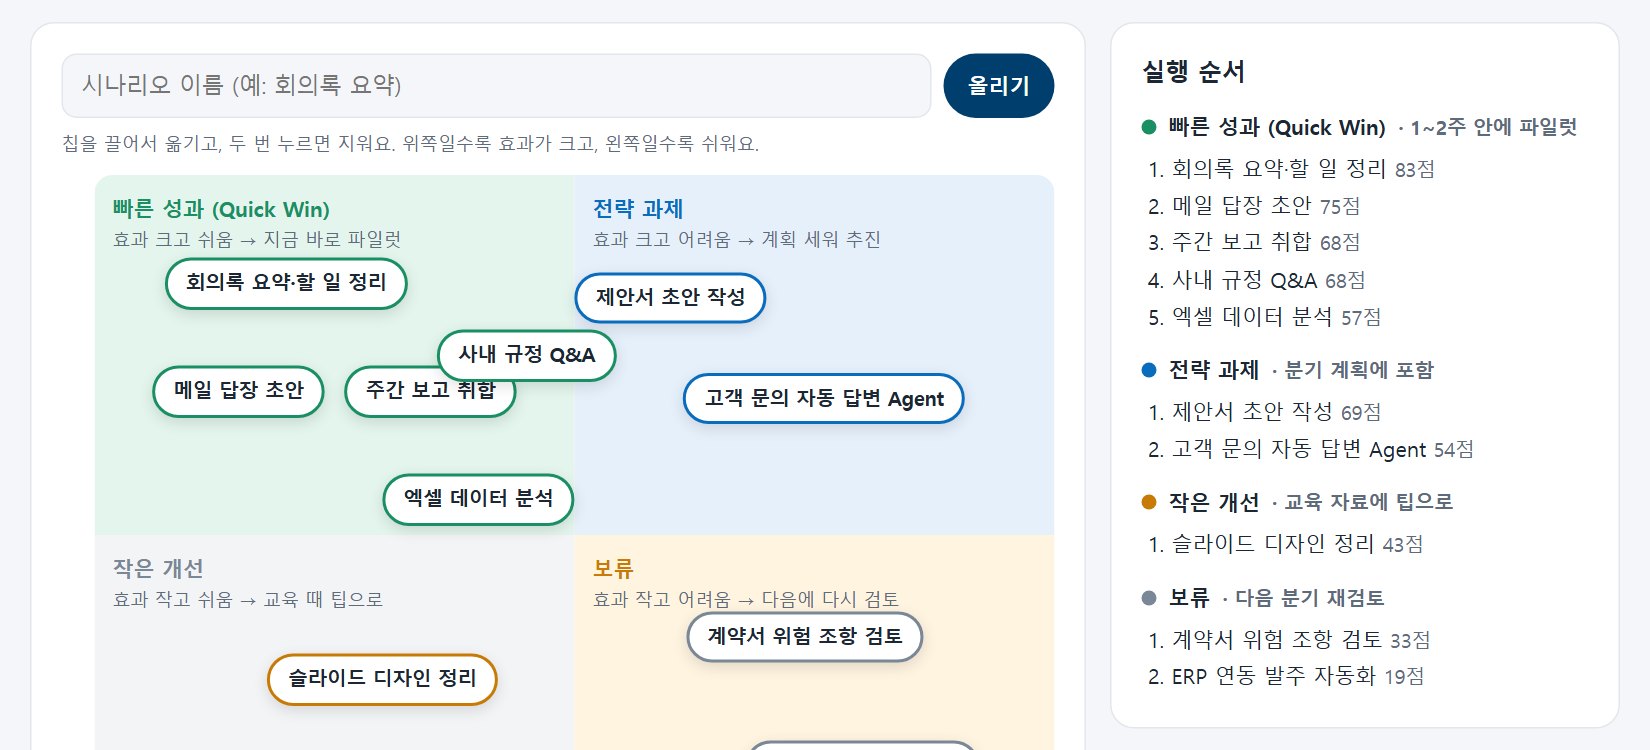 시나리오 이름 (예: 회의록 요약)
올리기
칩을 끌어서 옮기고, 두 번 누르면 지워요. 위쪽일수록 효과가 크고, 왼쪽일수록 쉬워요.
빠른 성과 (Quick Win)
효과 크고 쉬움 → 지금 바로 파일럿
회의록 요약·할 일 정리
사내 규정 Q&A
메일 답장 초안
주간 보고 취합
엑셀 데이터 분석
전략 과제
효과 크고 어려움 → 계획 세워 추진
제안서 초안 작성
고객 문의 자동 답변 Agent
작은 개선
효과 작고 쉬움 → 교육 때 팁으로
슬라이드 디자인 정리
보류
효과 작고 어려움 → 다음에 다시 검토
계약서 위험 조항 검토
실행 순서
빠른 성과 (Quick Win) · 1~2주 안에 파일럿
1. 회의록 요약·할 일 정리 83점
2. 메일 답장 초안 75점
3. 주간 보고 취합 68점
4. 사내 규정 Q&A 68점
5. 엑셀 데이터 분석 57점
전략 과제 · 분기 계획에 포함
1. 제안서 초안 작성 69점
2. 고객 문의 자동 답변 Agent 54점
작은 개선 · 교육 자료에 팁으로
1. 슬라이드 디자인 정리 43점
보류 · 다음 분기 재검토
1. 계약서 위험 조항 검토 33점
2. ERP 연동 발주 자동화 19점